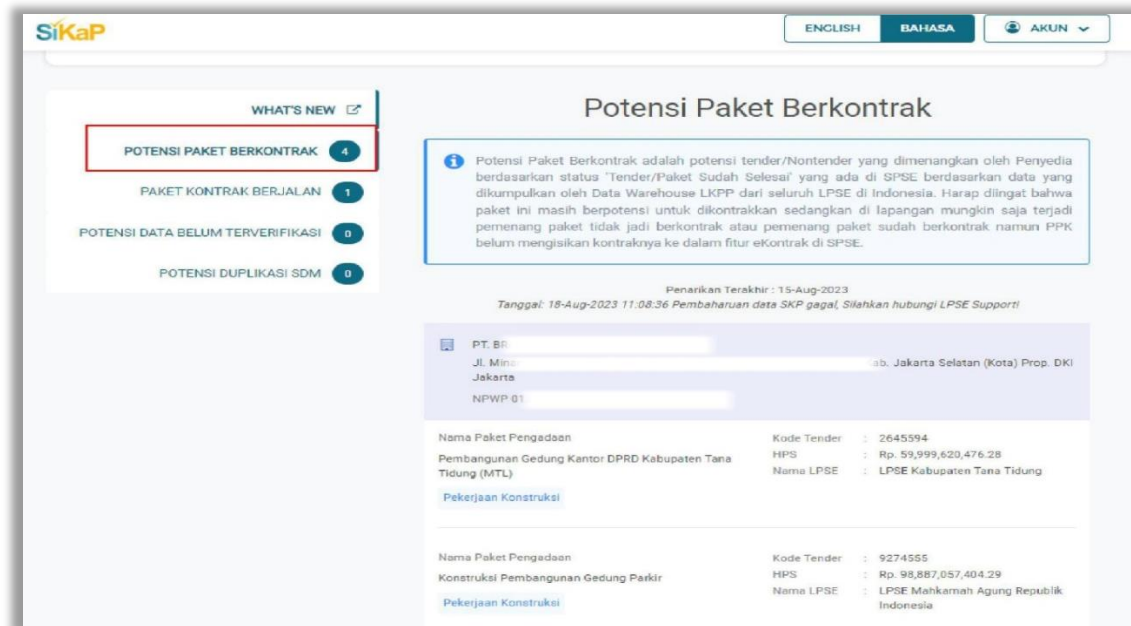 SiKaP
ENGLISH
BAHASA
AKUN
WHAT'S NEW
POTENSI PAKET BERKONTRAK 4
PAKET KONTRAK BERJALAN 1
POTENSI DATA BELUM TERVERIFIKASI 0
POTENSI DUPLIKASI SDM 0
Potensi Paket Berkontrak
Potensi Paket Berkontrak adalah potensi tender/Nontender yang dimenangkan oleh Penyedia
berdasarkan status 'Tender/Paket Sudah Selesai' yang ada di SPSE berdasarkan data yang
dikumpulkan oleh Data Warehouse LKPP dari seluruh LPSE di Indonesia. Harap diingat bahwa
paket ini masih berpotensi untuk dikontrakkan sedangkan di lapangan mungkin saja terjadi
pemenang paket tidak jadi berkontrak atau pemenang paket sudah berkontrak namun PPK
belum mengisikan kontraknya ke dalam fitur eKontrak di SPSE.
Penarikan Terakhir : 15-Aug-2023
Tanggal: 18-Aug-2023 11:08:36 Pembaharuan data SKP gagal, Silahkan hubungi LPSE Support!
PT. BR
Jl. Mina ab. Jakarta Selatan (Kota) Prop. DKI
Jakarta
NPWP 01
Nama Paket Pengadaan
Pembangunan Gedung Kantor DPRD Kabupaten Tana
Tidung (MTL)
Pekerjaan Konstruksi
Kode Tender : 2645594
HPS : Rp. 59,999,620,476.28
Nama LPSE : LPSE Kabupaten Tana Tidung
Nama Paket Pengadaan
Konstruksi Pembangunan Gedung Parkir
Pekerjaan Konstruksi
Kode Tender : 9274555
HPS : Rp. 98,887,057,404.29
Nama LPSE : LPSE Mahkamah Agung Republik
Indonesia